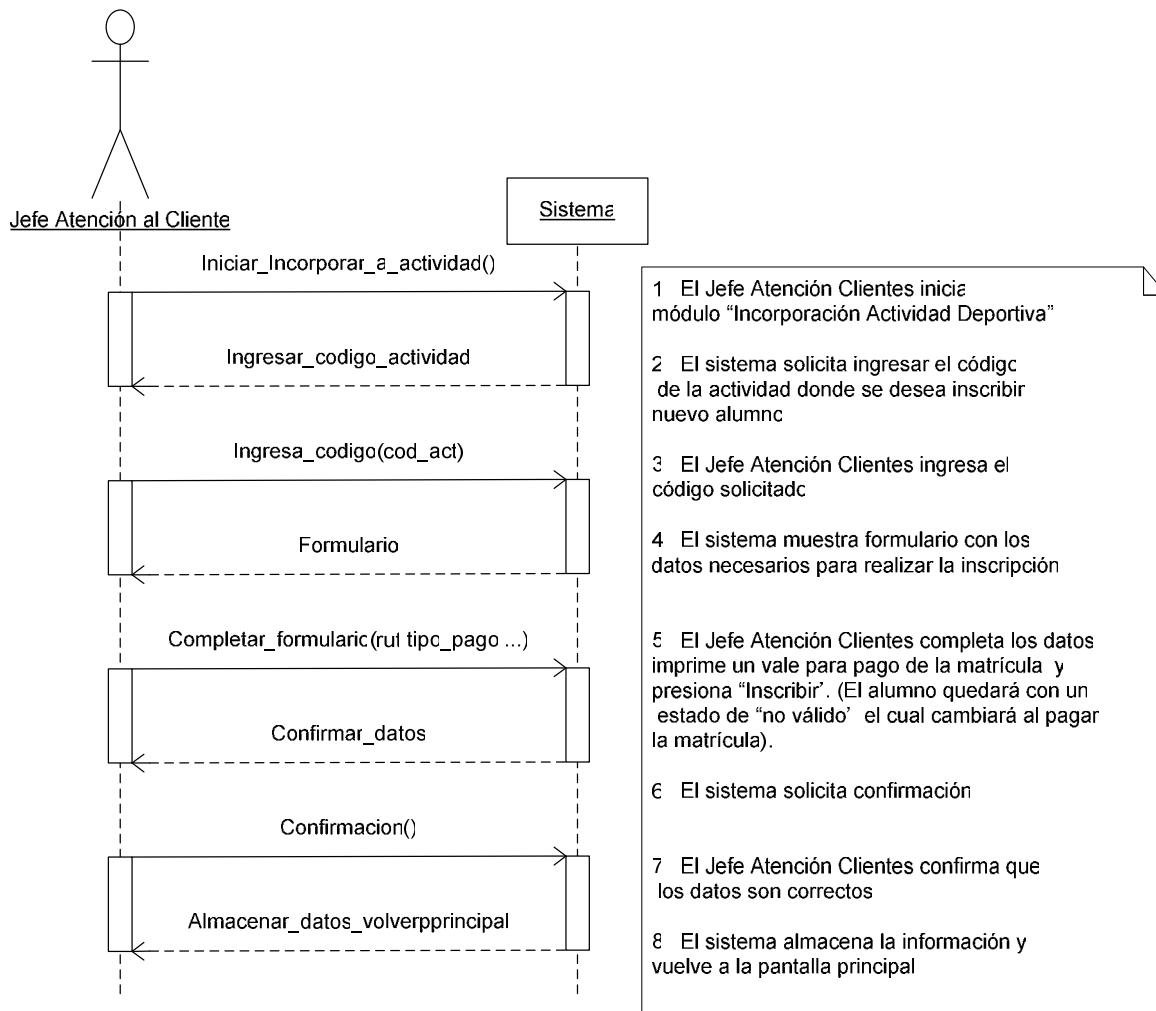 Jefe Atención al Cliente
Sistema
Iniciar_Incorporar_a_actividad()
Ingresar_codigo_actividad
Ingresa_codigo(cod_act)
Formulario
Completar_formulario(rut tipo_pago ...)
Confirmar_datos
Confirmacion()
Almacenar_datos_volverpprincipal
1 El Jefe Atención Clientes inicia
módulo “Incorporación Actividad Deportiva”
2 El sistema solicita ingresar el código
de la actividad donde se desea inscribir
nuevo alumno
3 El Jefe Atención Clientes ingresa el
código solicitado
4 El sistema muestra formulario con los
datos necesarios para realizar la inscripción
5 El Jefe Atención Clientes completa los datos
imprime un vale para pago de la matrícula y
presiona “Inscribir’. (El alumno quedará con un
estado de “no válido’ el cual cambiará al pagar
la matrícula).
6 El sistema solicita confirmación
7 El Jefe Atención Clientes confirma que
los datos son correctos
8 El sistema almacena la información y
vuelve a la pantalla principal